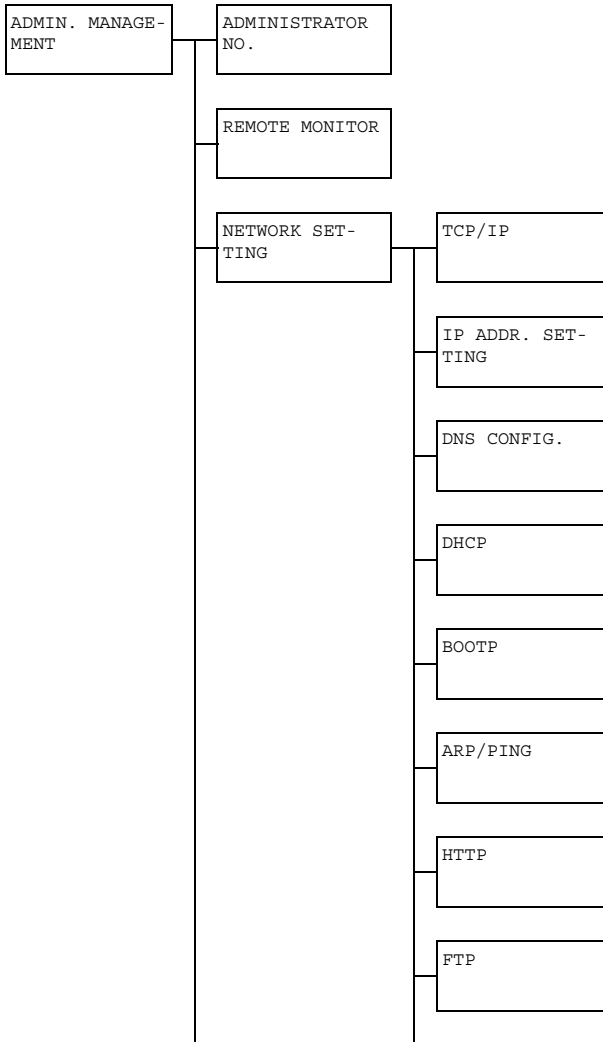 ADMIN. MANAGE-
MENT
ADMINISTRATOR
NO.
REMOTE MONITOR
NETWORK SET-
TING
TCP/IP
IP ADDR. SET-
TING
DNS CONFIG.
DHCP
BOOTP
ARP/PING
HTTP
FTP